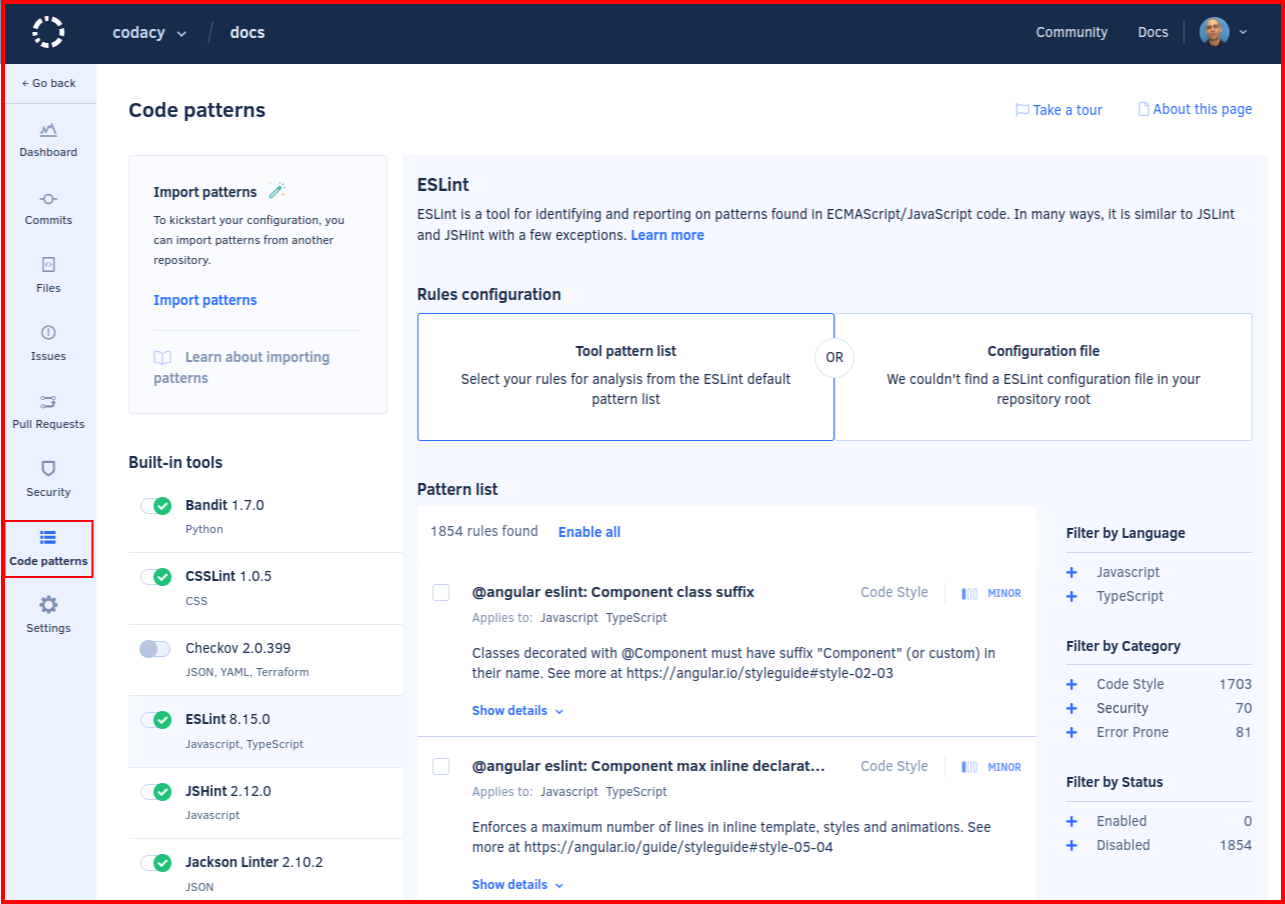 codacy / docs
Community Docs
← Go back
Dashboard
Commits
Files
Issues
Pull Requests
Security
Code patterns
Settings
Code patterns
Take a tour
About this page
Import patterns
To kickstart your configuration, you
can import patterns from another
repository.
Import patterns
Learn about importing
patterns
Built-in tools
Bandit 1.7.0
Python
CSSLint 1.0.5
CSS
Checkov 2.0.399
JSON, YAML, Terraform
ESLint 8.15.0
Javascript, TypeScript
JSHint 2.12.0
Javascript
Jackson Linter 2.10.2
JSON
ESLint
ESLint is a tool for identifying and reporting on patterns found in ECMAScript/JavaScript code. In many ways, it is similar to JSLint
and JSHint with a few exceptions. Learn more
Rules configuration
Tool pattern list
Select your rules for analysis from the ESLint default
pattern list
OR
Configuration file
We couldn't find a ESLint configuration file in your
repository root
Pattern list
1854 rules found Enable all
@angular eslint: Component class suffix Code Style MINOR
Applies to: Javascript TypeScript
Classes decorated with @Component must have suffix "Component" (or custom) in
their name. See more at https://angular.io/styleguide#style-02-03
Show details
@angular eslint: Component max inline declarat... Code Style MINOR
Applies to: Javascript TypeScript
Enforces a maximum number of lines in inline template, styles and animations. See
more at https://angular.io/guide/styleguide#style-05-04
Show details
Filter by Language
+ Javascript
+ TypeScript
Filter by Category
+ Code Style 1703
+ Security 70
+ Error Prone 81
Filter by Status
+ Enabled 0
+ Disabled 1854